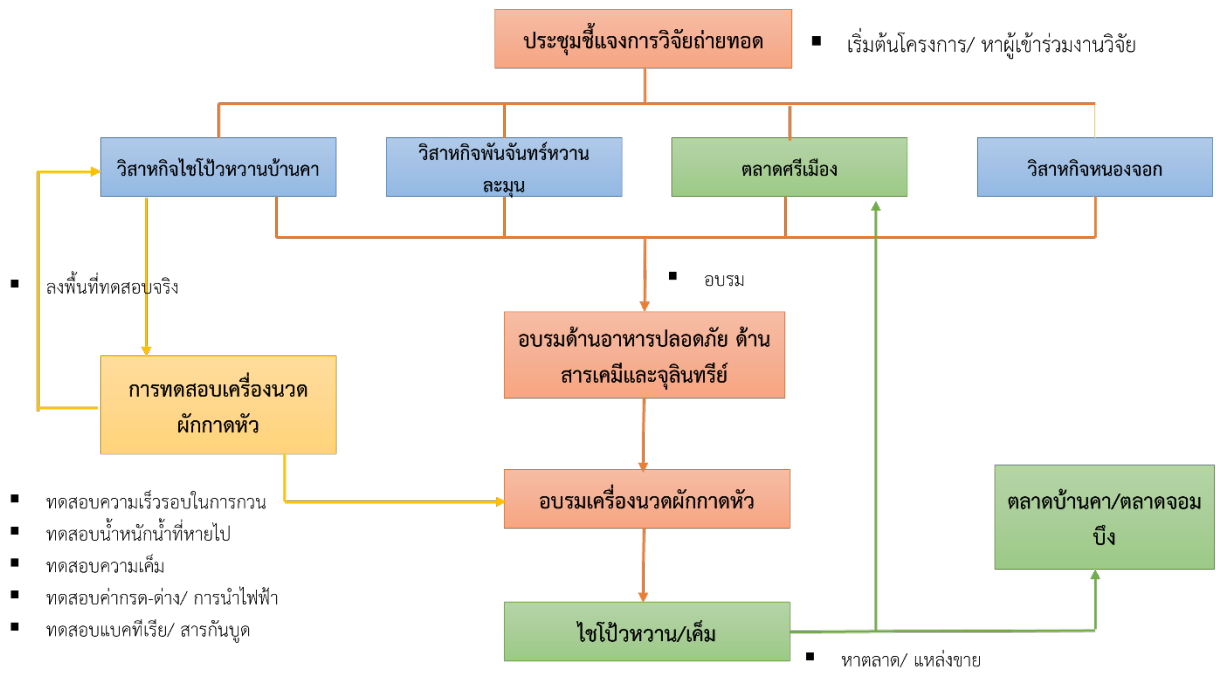 ประชุมชี้แจงการวิจัยถ่ายทอด
▪ เริ่มต้นโครงการ/ หาผู้เข้าร่วมงานวิจัย
วิสาหกิจไชโป้วหวานบ้านคา
วิสาหกิจพันจันทร์หวาน
ละมุน
ตลาดศรีเมือง
วิสาหกิจหนองจอก
▪ ลงพื้นที่ทดสอบจริง
▪ อบรม
อบรมด้านอาหารปลอดภัย ด้าน
สารเคมีและจุลินทรีย์
การทดสอบเครื่องนวด
ผักกาดหัว
▪ ทดสอบความเร็วรอบในการกวน
▪ ทดสอบน้ำหนักน้ำที่หายไป
▪ ทดสอบความเค็ม
▪ ทดสอบค่ากรด-ด่าง/ การนำไฟฟ้า
▪ ทดสอบแบคทีเรีย/ สารกันบูด
อบรมเครื่องนวดผักกาดหัว
ตลาดบ้านคา/ตลาดจอม
บึง
ไชโป้วหวาน/เค็ม
▪ หาตลาด/ แหล่งขาย